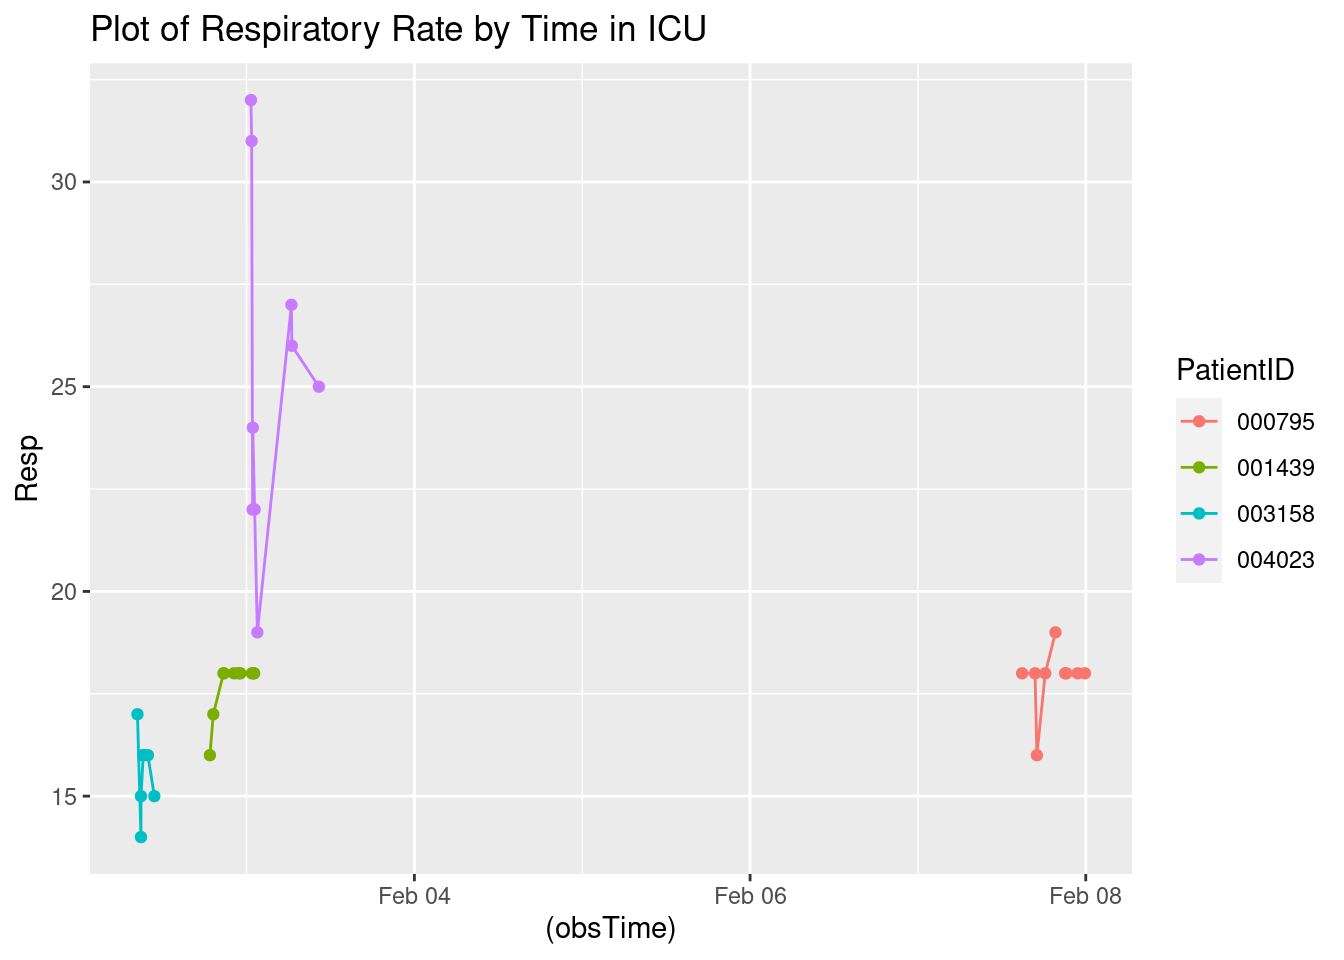 Plot of Respiratory Rate by Time in ICU
Resp
30
25
20
15
Feb 04
Feb 06
Feb 08
(obsTime)
PatientID
000795
001439
003158
004023